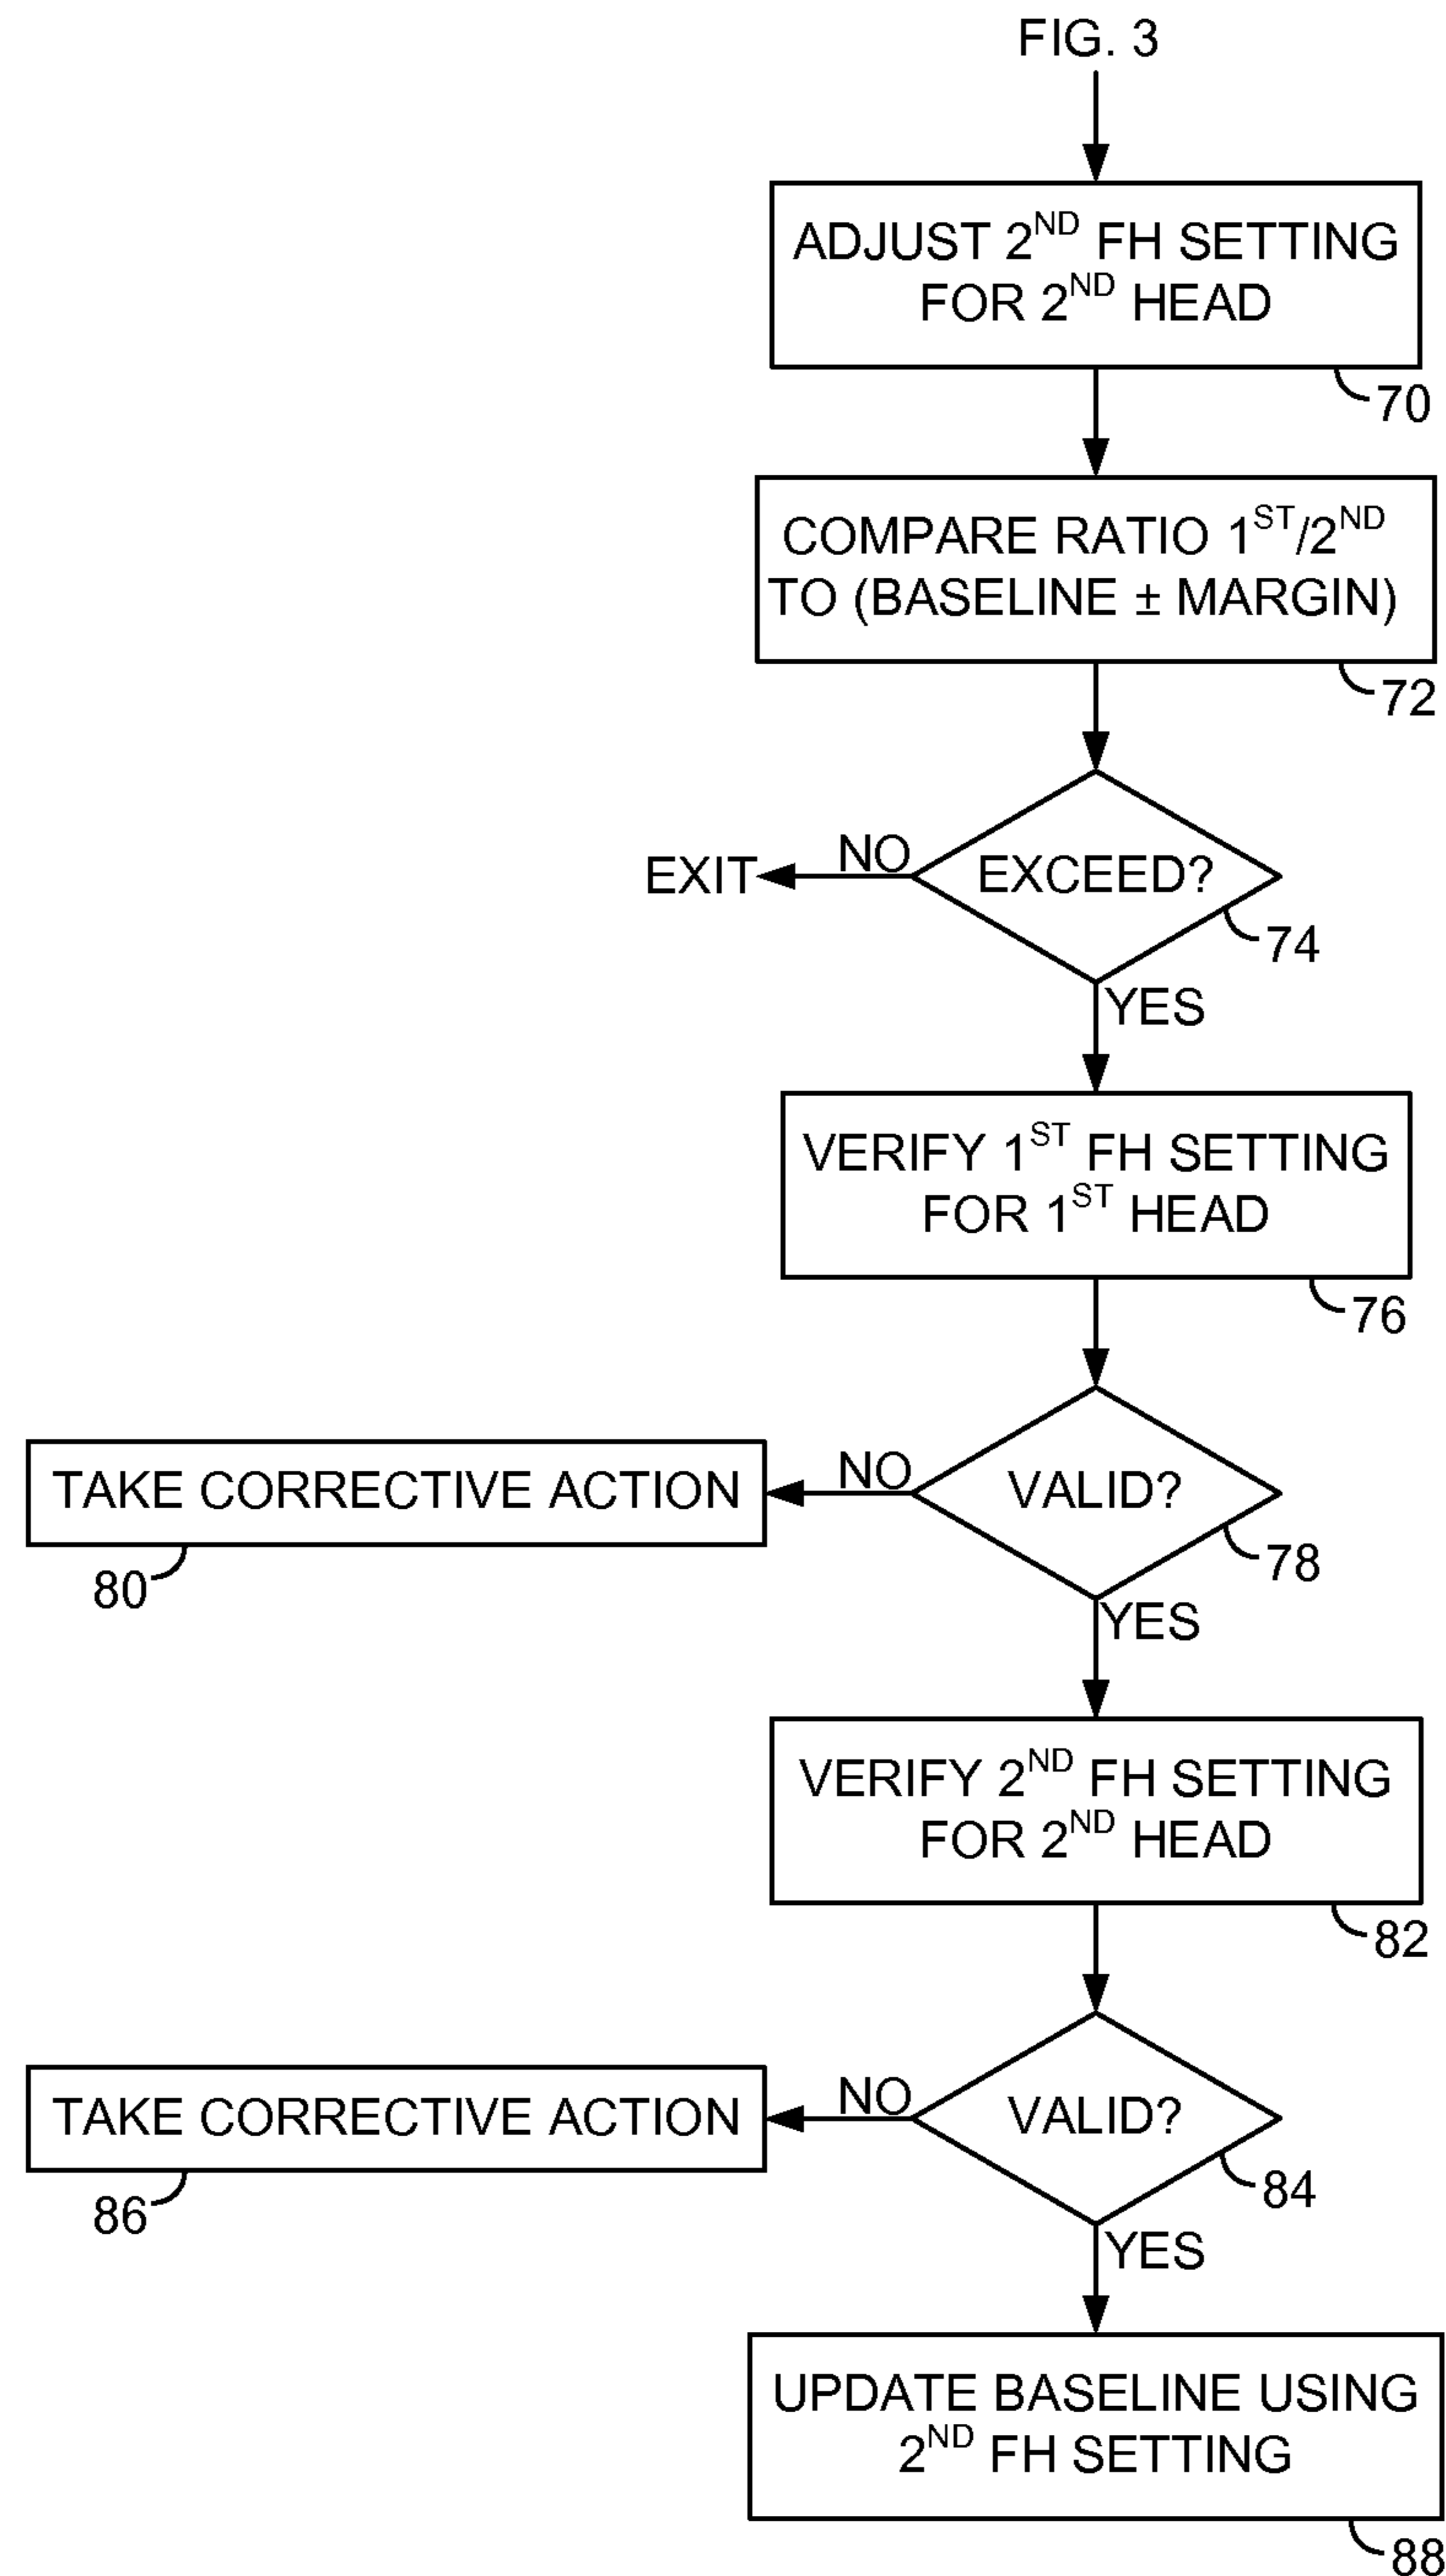 FIG. 3
ADJUST 2ND FH SETTING
FOR 2ND HEAD
70
COMPARE RATIO 1ST/2ND
TO (BASELINE ± MARGIN)
72
EXIT
NO
EXCEED?
74
YES
VERIFY 1ST FH SETTING
FOR 1ST HEAD
76
TAKE CORRECTIVE ACTION
80
NO
VALID?
78
YES
VERIFY 2ND FH SETTING
FOR 2ND HEAD
82
TAKE CORRECTIVE ACTION
86
NO
VALID?
84
YES
UPDATE BASELINE USING
2ND FH SETTING
88